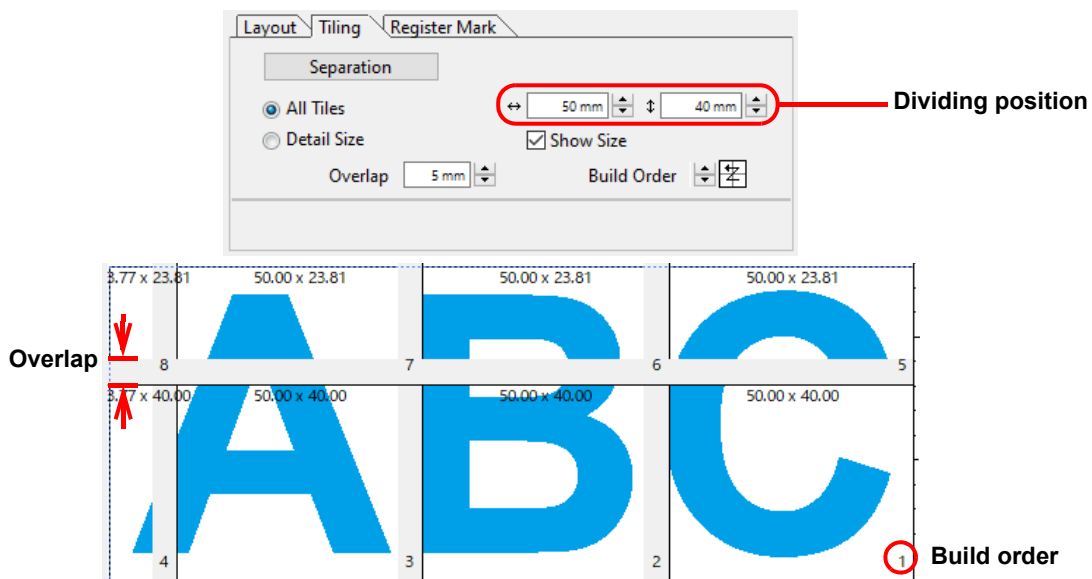 Layout Tiling Register Mark
Separation
All Tiles ↔ 50 mm ↕ 40 mm Dividing position
Detail Size Show Size
Overlap 5 mm Build Order
3.77 x 23.81 50.00 x 23.81 50.00 x 23.81 50.00 x 23.81
ABC
Overlap 8 7 6 5
3.77 x 40.00 50.00 x 40.00 50.00 x 40.00 50.00 x 40.00
4 3 2 1 Build order